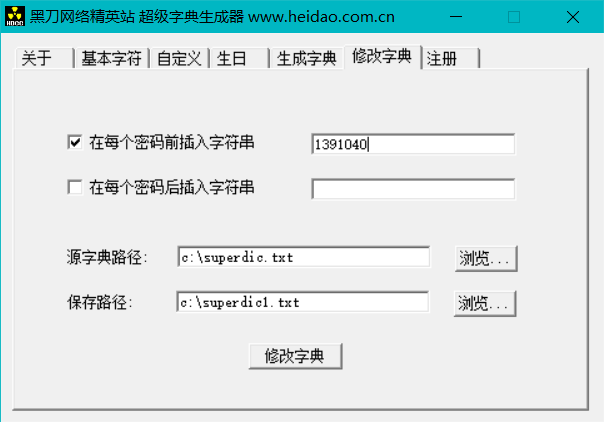 黑刀网络精英站 超级字典生成器 www.heidao.com.cn
关于 基本字符 自定义 生日 生成字典 修改字典 注册
在每个密码前插入字符串 1391040
在每个密码后插入字符串
源字典路径: c:\superdic.txt 浏览...
保存路径: c:\superdic1.txt 浏览...
修改字典